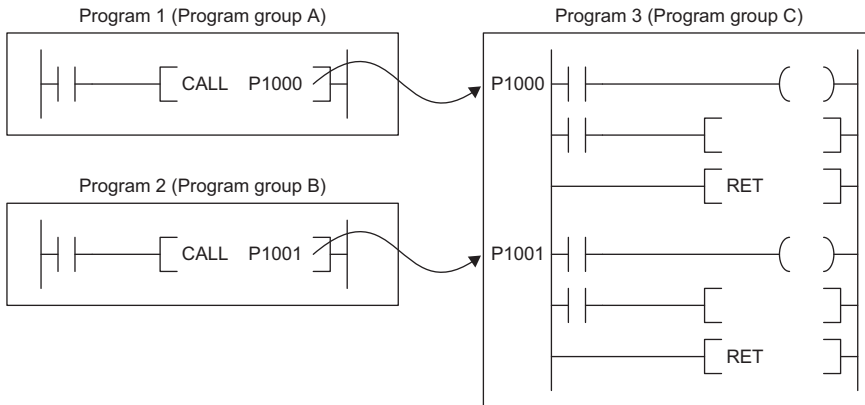 Program 1 (Program group A)
CALL P1000
Program 2 (Program group B)
CALL P1001
Program 3 (Program group C)
P1000
RET
P1001
RET